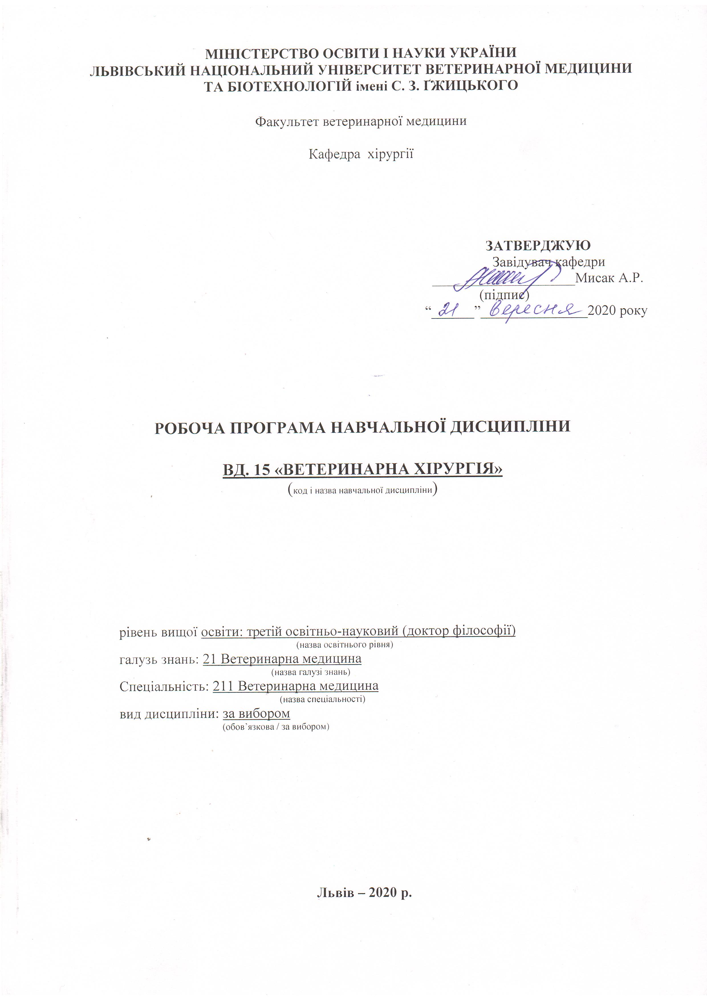 МІНІСТЕРСТВО ОСВІТИ І НАУКИ УКРАЇНИ
ЛЬВІВСЬКИЙ НАЦІОНАЛЬНИЙ УНІВЕРСИТЕТ ВЕТЕРИНАРНОЇ МЕДИЦИНИ
ТА БІОТЕХНОЛОГІЙ імені С. З. ҐЖИЦЬКОГО
Факультет ветеринарної медицини
Кафедра хірургії
ЗАТВЕРДЖУЮ
Завідувач кафедри
Мисак А.Р.
(підпис)
“ 21 ” вересня 2020 року
РОБОЧА ПРОГРАМА НАВЧАЛЬНОЇ ДИСЦИПЛІНИ
ВД. 15 «ВЕТЕРИНАРНА ХІРУРГІЯ»
(код і назва навчальної дисципліни)
рівень вищої освіти: третій освітньо-науковий (доктор філософії)
(назва освітнього рівня)
галузь знань: 21 Ветеринарна медицина
(назва галузі знань)
Спеціальність: 211 Ветеринарна медицина
(назва спеціальності)
вид дисципліни: за вибором
(обов`язкова / за вибором)
Львів – 2020 р.